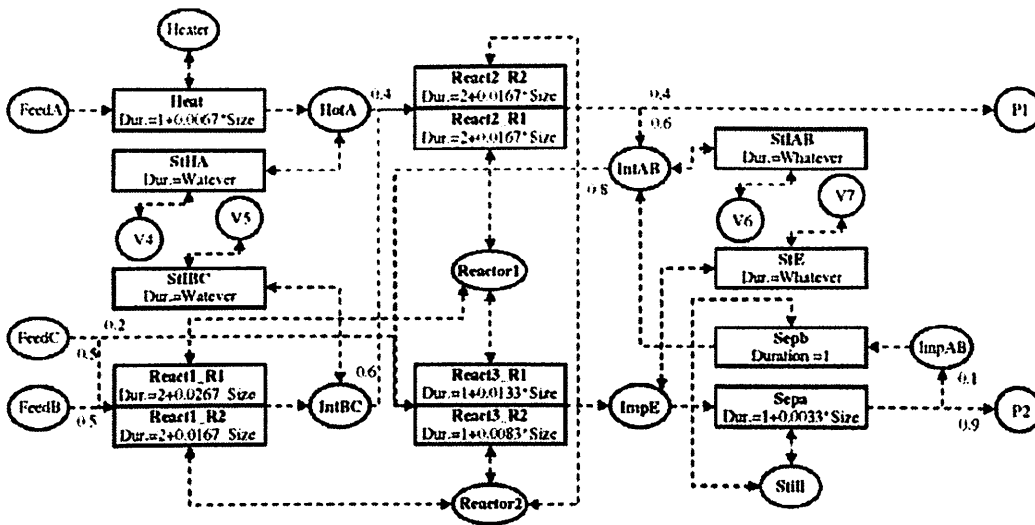 Heater
FeedA
Heat
Dur.=1+0.0067*Size
HotA
0.4
React2_R2
Dur.=2+0.0167*Size
React2_R1
Dur.=2+0.0167*Size
0.4
0.6
P1
StHA
Dur.=Watever
IntAB
0.8
StIAB
Dur.=Whatever
V4
V5
V6
V7
StIBC
Dur.=Watever
Reactor1
StE
Dur.=Whatever
FeedC
0.2
0.5
Sepb
Duration =1
ImpAB
0.1
FeedB
0.5
React1_R1
Dur.=2+0.0267 Size
React1_R2
Dur.=2+0.0167 Size
IntBC
0.6
React3_R1
Dur.=1+0.0133*Size
React3_R2
Dur.=1+0.0083*Size
ImpE
Sepa
Dur.=1+0.0033*Size
0.9
P2
Reactor2
Still